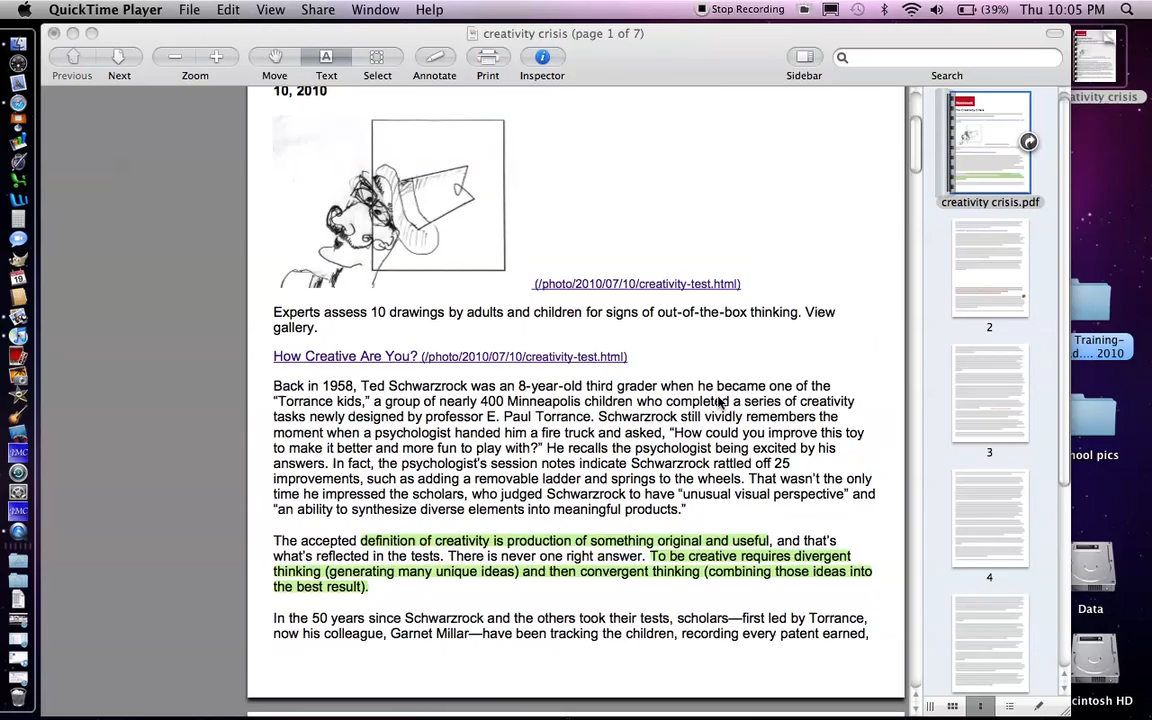 QuickTime Player File Edit View Share Window Help Stop Recording (39%) Thu 10:05 PM
creativity crisis (page 1 of 7)
Previous Next Zoom Move Text Select Annotate Print Inspector Sidebar Search
10, 2010
(/photo/2010/07/10/creativity-test.html)
Experts assess 10 drawings by adults and children for signs of out-of-the-box thinking. View
gallery.
How Creative Are You? (/photo/2010/07/10/creativity-test.html)
Back in 1958, Ted Schwarzrock was an 8-year-old third grader when he became one of the
“Torrance kids,” a group of nearly 400 Minneapolis children who completed a series of creativity
tasks newly designed by professor E. Paul Torrance. Schwarzrock still vividly remembers the
moment when a psychologist handed him a fire truck and asked, “How could you improve this toy
to make it better and more fun to play with?” He recalls the psychologist being excited by his
answers. In fact, the psychologist’s session notes indicate Schwarzrock rattled off 25
improvements, such as adding a removable ladder and springs to the wheels. That wasn’t the only
time he impressed the scholars, who judged Schwarzrock to have “unusual visual perspective” and
“an ability to synthesize diverse elements into meaningful products.”
The accepted definition of creativity is production of something original and useful, and that’s
what’s reflected in the tests. There is never one right answer. To be creative requires divergent
thinking (generating many unique ideas) and then convergent thinking (combining those ideas into
the best result).
In the 50 years since Schwarzrock and the others took their tests, scholars—first led by Torrance,
now his colleague, Garnet Millar—have been tracking the children, recording every patent earned,
creativity crisis.pdf
2
3
4
ativity crisis
Training-
d.... 2010
hool pics
Data
cintosh HD